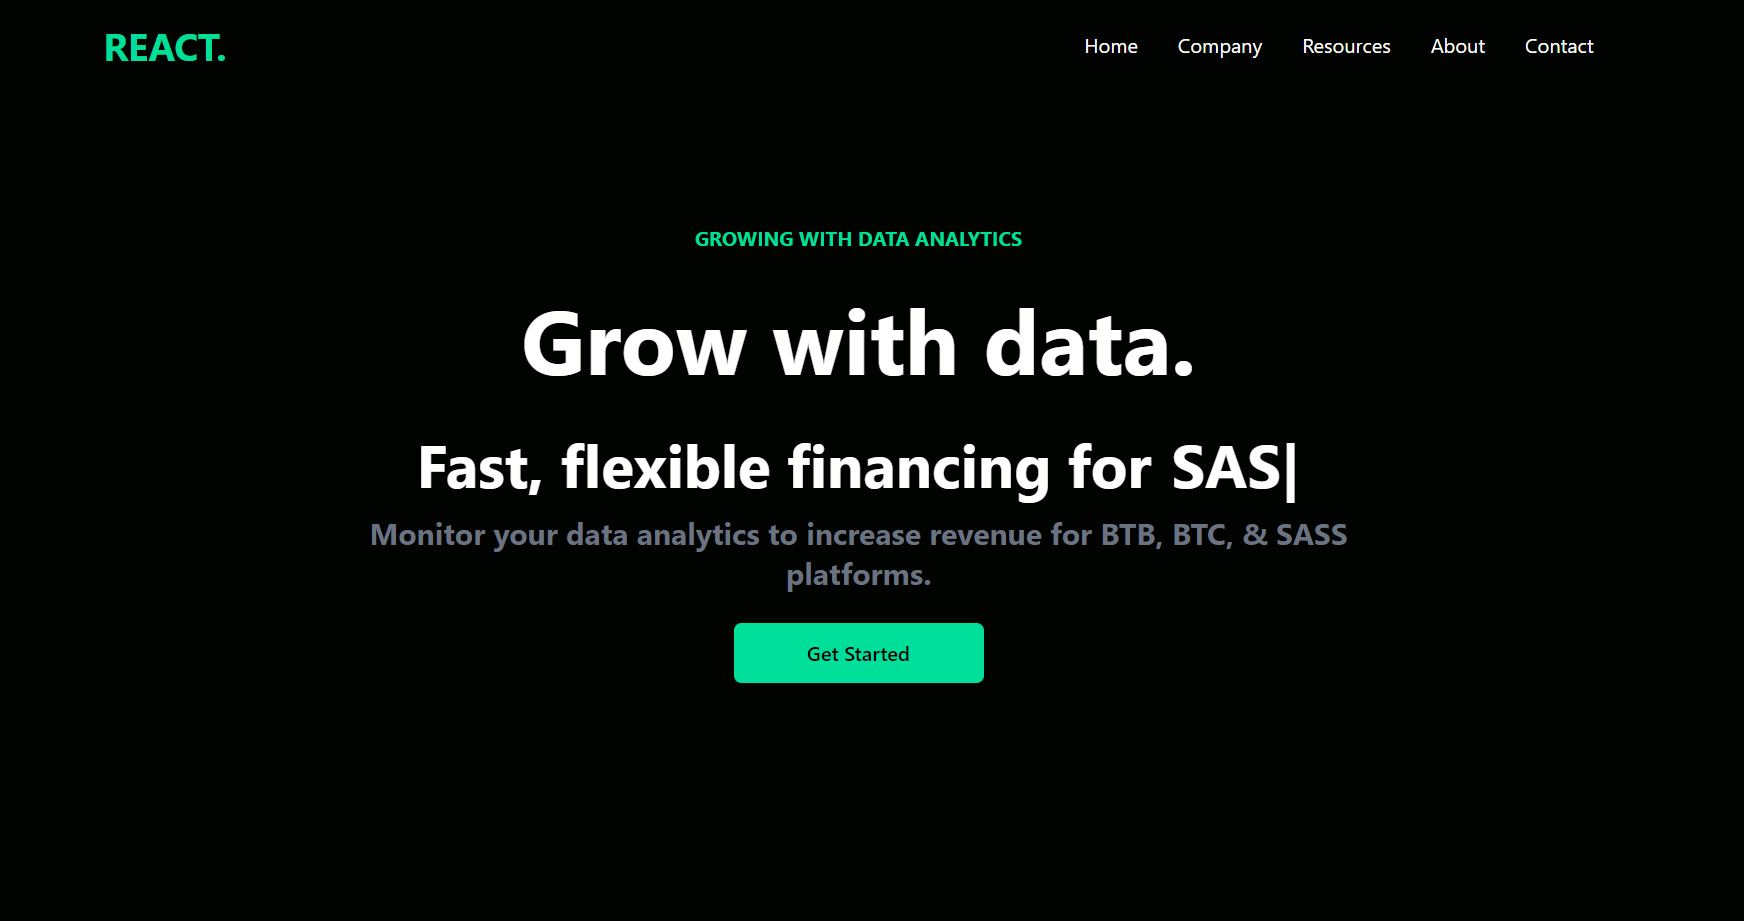 REACT.
Home Company Resources About Contact
GROWING WITH DATA ANALYTICS
Grow with data.
Fast, flexible financing for SAS|
Monitor your data analytics to increase revenue for BTB, BTC, & SASS
platforms.
Get Started